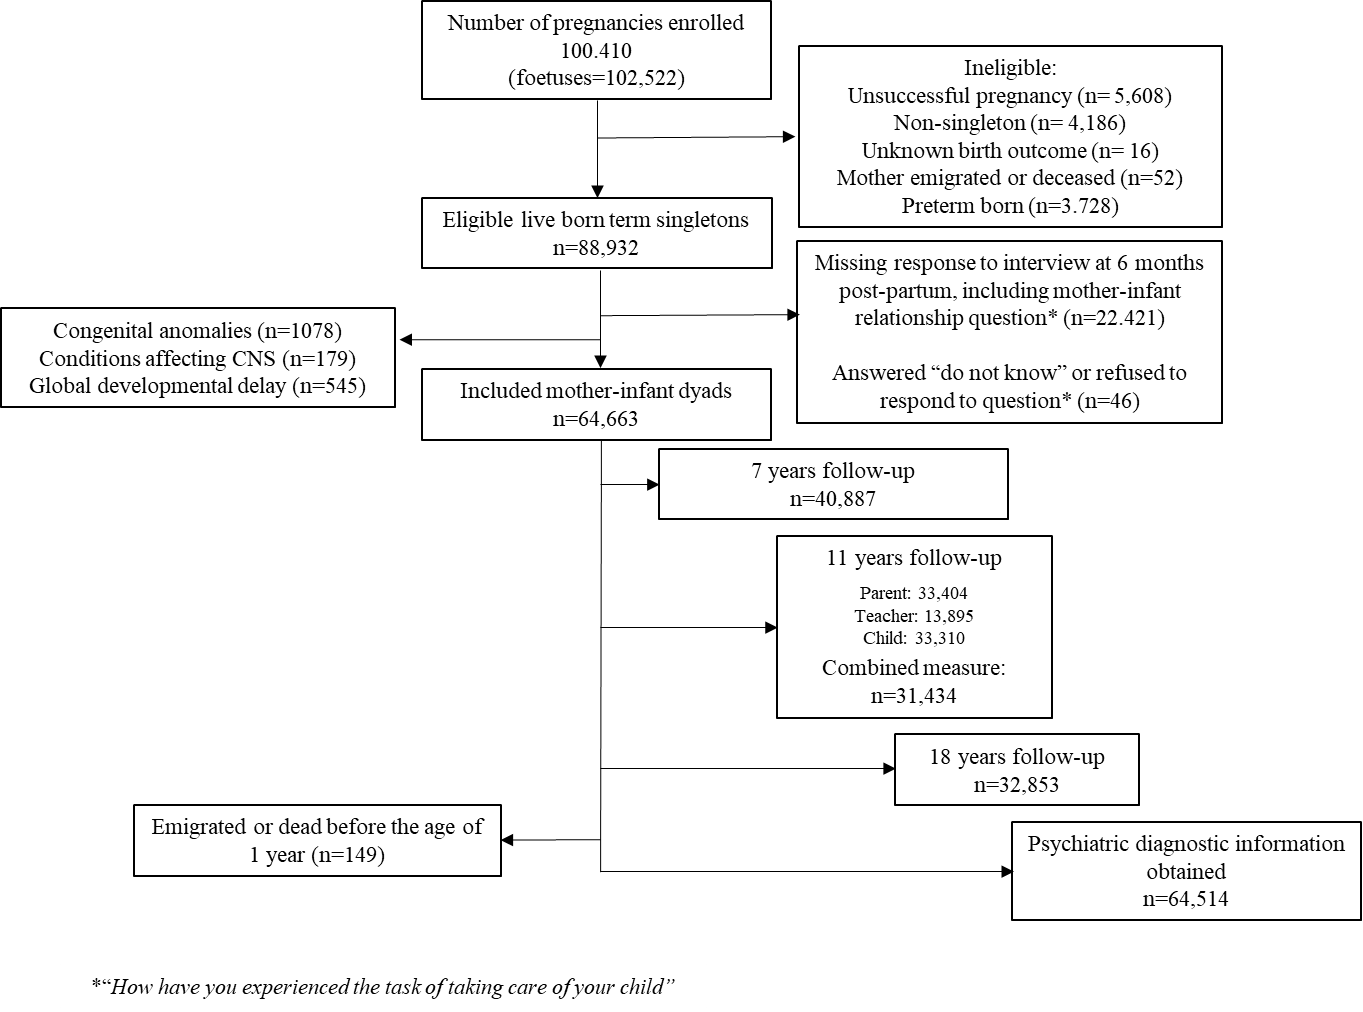 Number of pregnancies enrolled
100.410
(foetuses=102,522)
Ineligible:
Unsuccessful pregnancy (n= 5,608)
Non-singleton (n= 4,186)
Unknown birth outcome (n= 16)
Mother emigrated or deceased (n=52)
Preterm born (n=3.728)
Eligible live born term singletons
n=88,932
Missing response to interview at 6 months
post-partum, including mother-infant
relationship question* (n=22.421)
Answered “do not know” or refused to
respond to question* (n=46)
Congenital anomalies (n=1078)
Conditions affecting CNS (n=179)
Global developmental delay (n=545)
Included mother-infant dyads
n=64,663
7 years follow-up
n=40,887
11 years follow-up
Parent: 33,404
Teacher: 13,895
Child: 33,310
Combined measure:
n=31,434
18 years follow-up
n=32,853
Emigrated or dead before the age of
1 year (n=149)
Psychiatric diagnostic information
obtained
n=64,514
*“How have you experienced the task of taking care of your child”